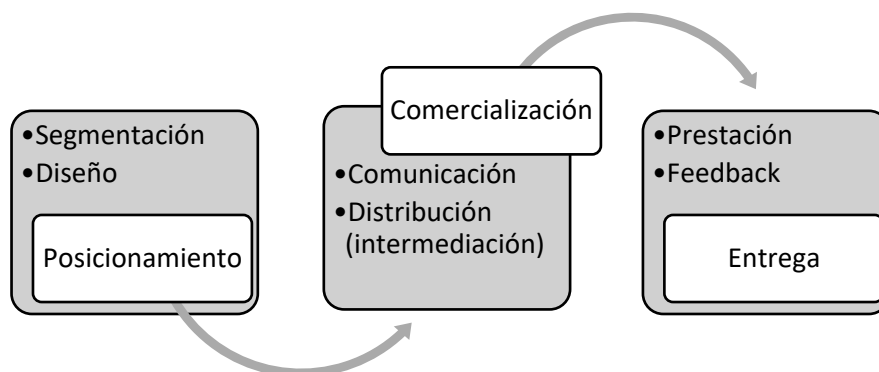 •Segmentación
•Diseño
Posicionamiento
Comercialización
•Comunicación
•Distribución
(intermediación)
•Prestación
•Feedback
Entrega